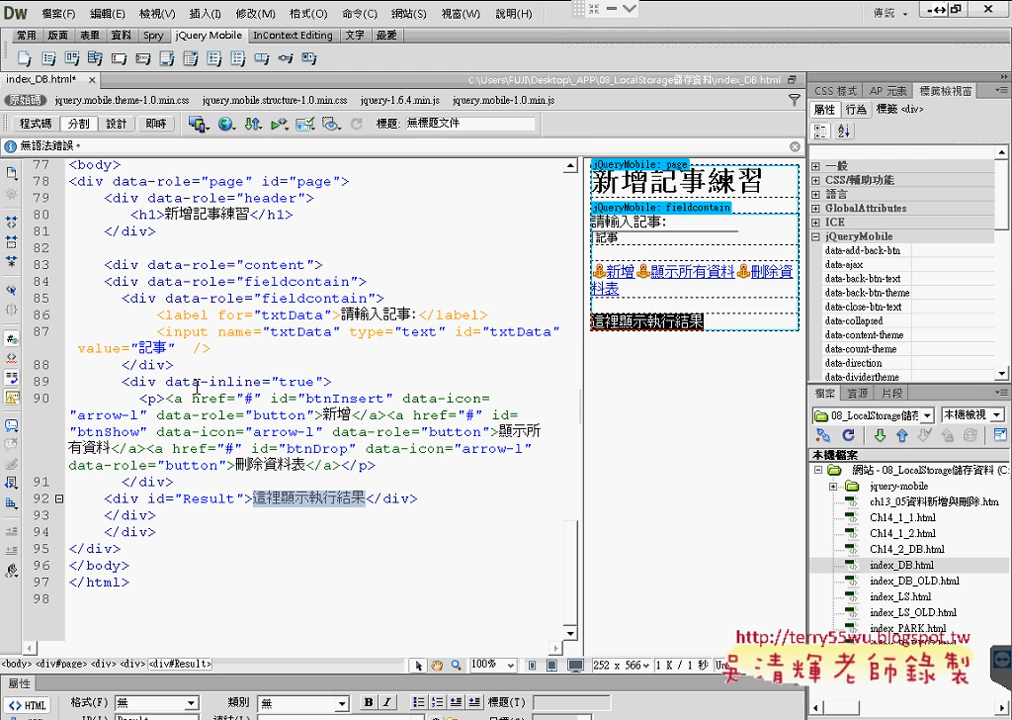 DW 檔案(F) 編輯(E) 檢視(V) 插入(I) 修改(M) 格式(O) 命令(C) 網站(S) 視窗(W) 說明(H) 傳統
常用 版面 表單 資料 Spry jQuery Mobile InContext Editing 文字 最愛
index_DB.html* C:\Users\FUJI\Desktop\_APP\08_LocalStorage儲存資料\index_DB.html
原始碼 jquery.mobile.theme-1.0.min.css jquery.mobile.structure-1.0.min.css jquery-1.6.4.min.js jquery.mobile-1.0.min.js
程式碼 分割 設計 即時 標題: 無標題文件
無語法錯誤。
77 <body>
78 <div data-role="page" id="page">
79 <div data-role="header">
80 <h1>新增記事練習</h1>
81 </div>
82
83 <div data-role="content">
84 <div data-role="fieldcontain">
85 <div data-role="fieldcontain">
86 <label for="txtData">請輸入記事:</label>
87 <input name="txtData" type="text" id="txtData"
value="記事" />
88 </div>
89 <div data-inline="true">
90 <p><a href="#" id="btnInsert" data-icon=
"arrow-l" data-role="button">新增</a><a href="#" id=
"btnShow" data-icon="arrow-l" data-role="button">顯示所
有資料</a><a href="#" id="btnDrop" data-icon="arrow-l"
data-role="button">刪除資料表</a></p>
91 </div>
92 <div id="Result">這裡顯示執行結果</div>
93 </div>
94 </div>
95 </div>
96 </body>
97 </html>
98
jQueryMobile: page
新增記事練習
jQueryMobile: fieldcontain
請輸入記事:
記事
新增 顯示所有資料 刪除資
料表
這裡顯示執行結果
CSS 樣式 AP 元素 標籤檢視窗
屬性 行為 標籤 <div>
一般
CSS/輔助功能
語言
GlobalAttributes
ICE
jQueryMobile
data-add-back-btn
data-ajax
data-back-btn-text
data-back-btn-theme
data-close-btn-text
data-collapsed
data-content-theme
data-count-theme
data-direction
data-dividertheme
檔案 資源 片段
08_LocalStorage儲存 本機檢視
本機檔案
網站 - 08_LocalStorage儲存資料 (C:
jquery-mobile
ch13_05資料新增與刪除.htm
Ch14_1_1.html
Ch14_1_2.html
Ch14_2_DB.html
index_DB.html
index_DB_OLD.html
index_LS.html
index_LS_OLD.html
index_PARK.html
http://terry55wu.blogspot.tw
吳清輝老師錄製
<body> <div#page> <div> <div> <div#Result> 100% 252 x 566 1 K / 1 秒
屬性
<> HTML 格式(F) 無 類別 無 B I 標題(T)